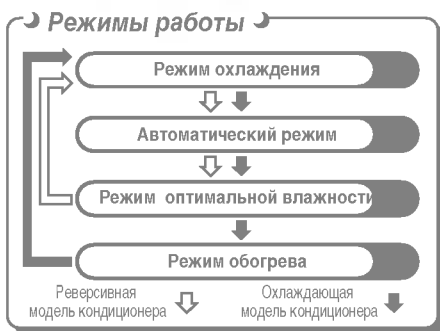 Режимы работы
Режим охлаждения
Автоматический режим
Режим оптимальной влажности
Режим обогрева
Реверсивная
модель кондиционера
Охлаждающая
модель кондиционера